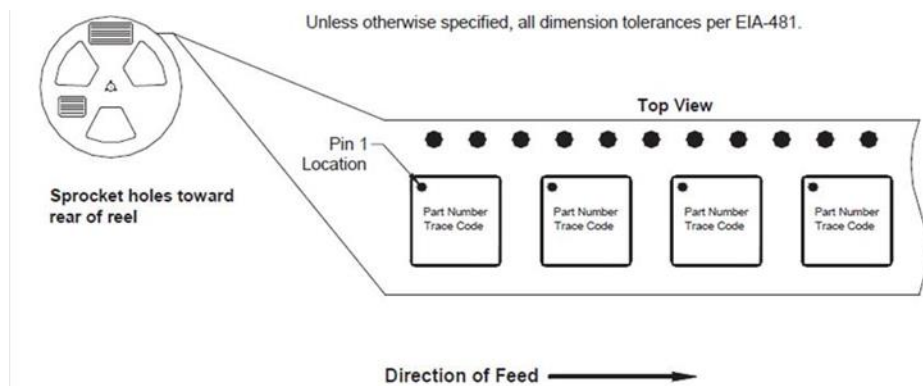 Unless otherwise specified, all dimension tolerances per EIA-481.
Top View
Pin 1
Location
Sprocket holes toward
rear of reel
Part Number
Trace Code
Part Number
Trace Code
Part Number
Trace Code
Part Number
Trace Code
Direction of Feed